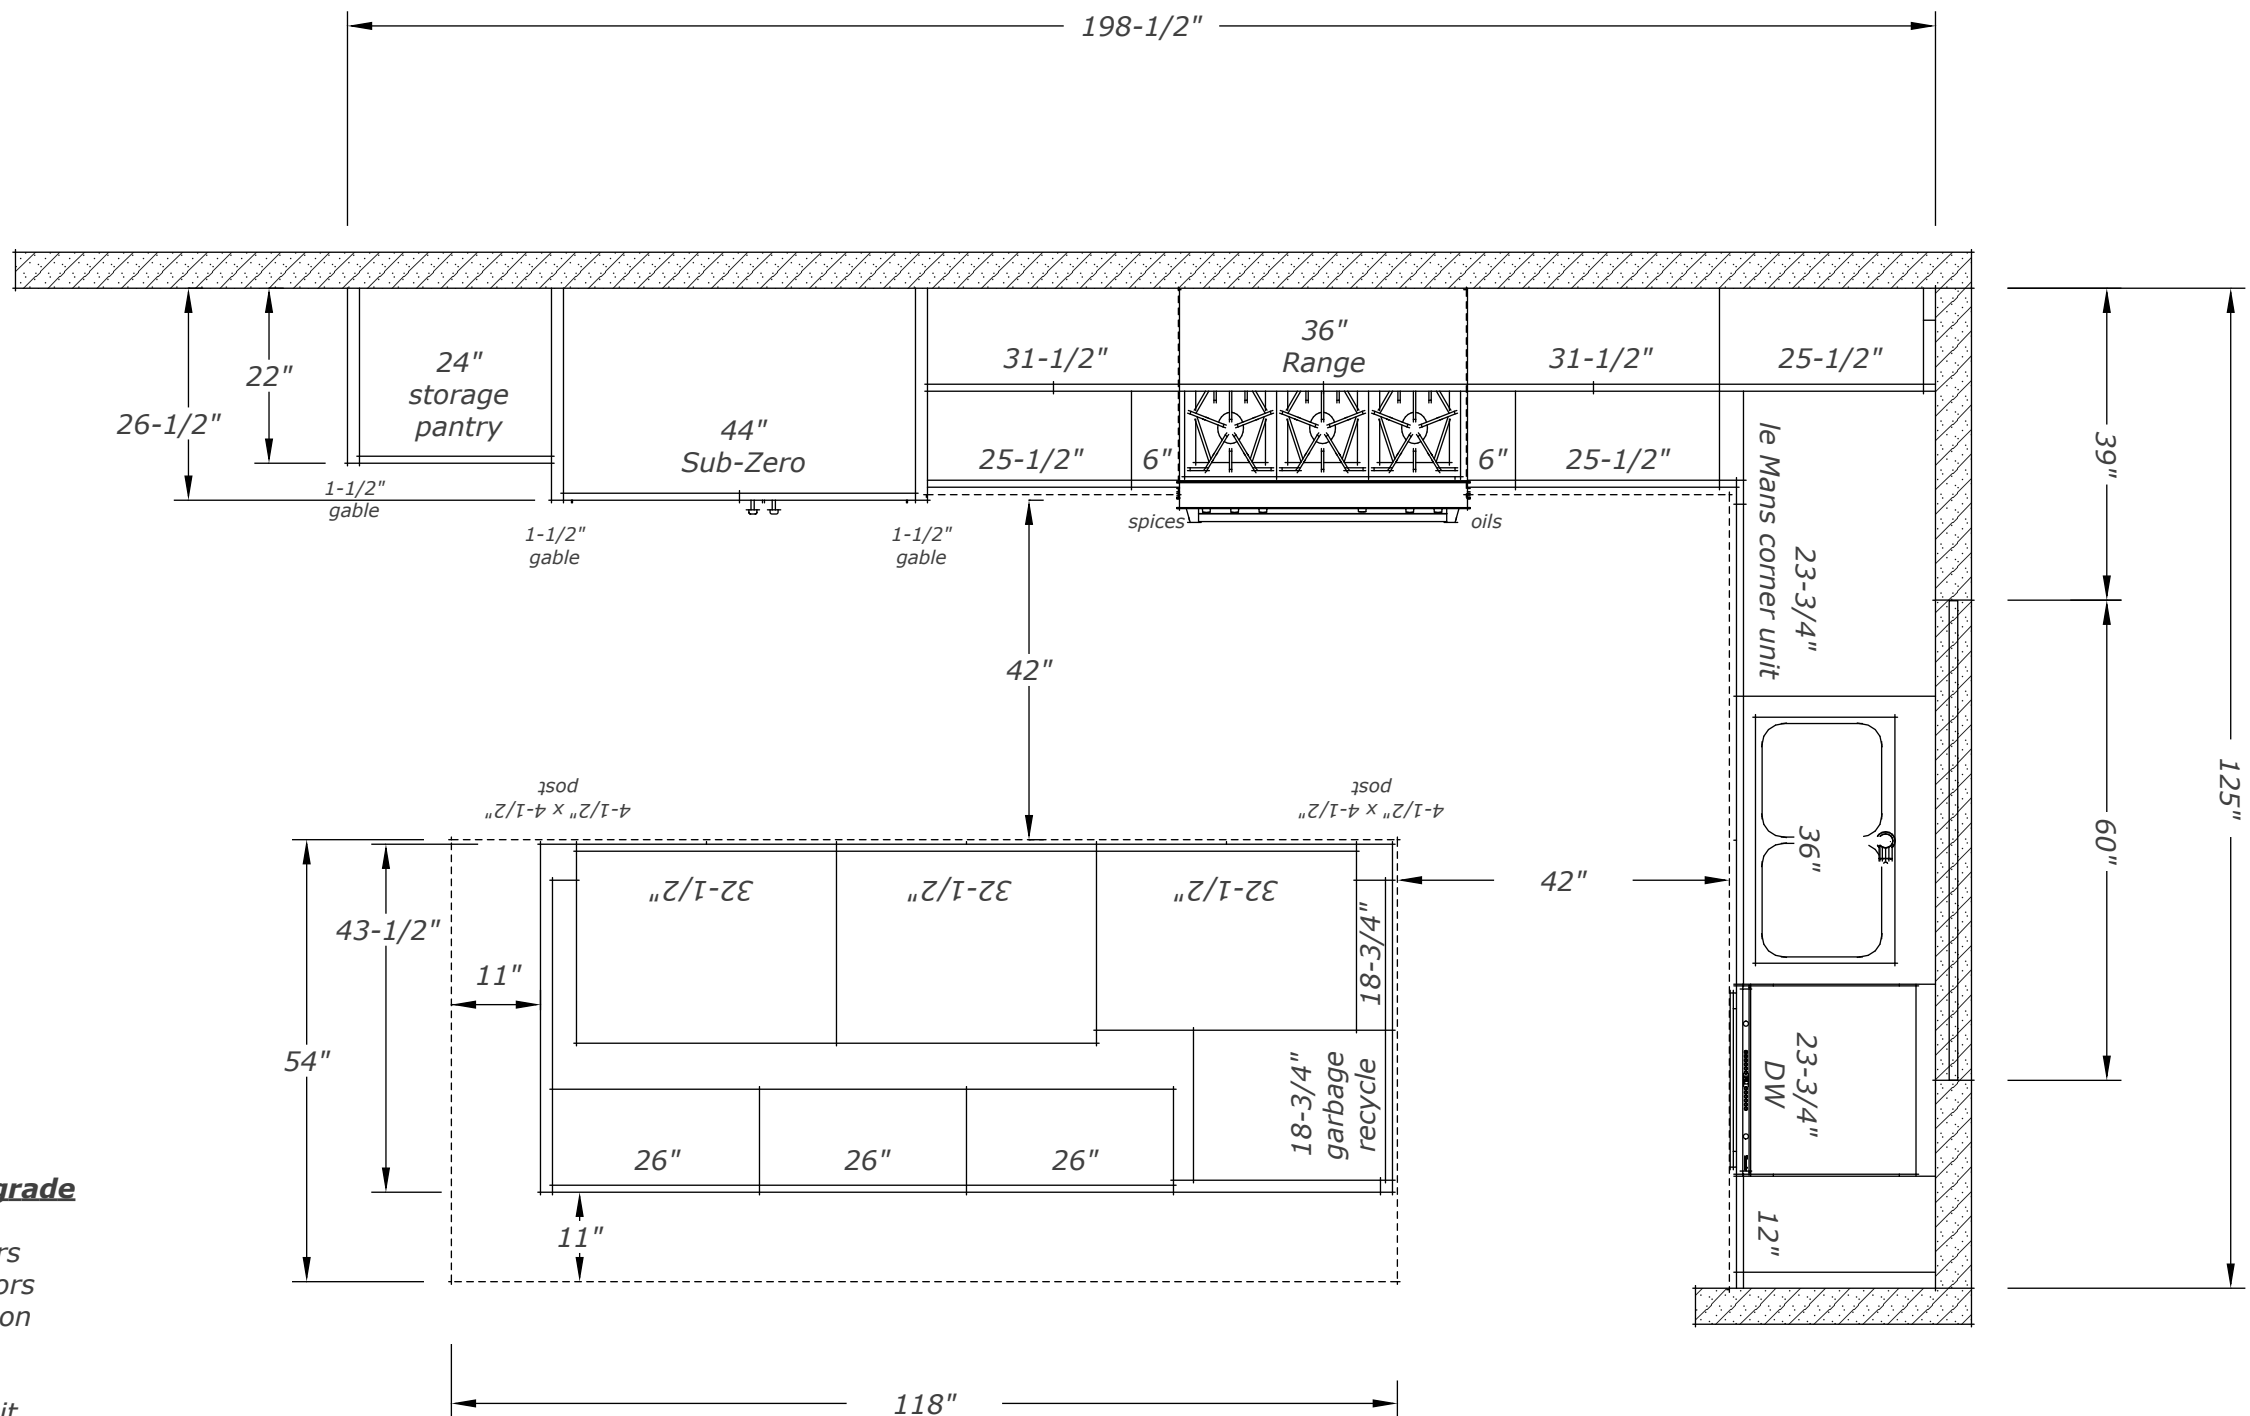 198-1/2"
24"
storage
pantry
22"
26-1/2"
44"
Sub-Zero
31-1/2"
36"
Range
31-1/2"
25-1/2"
25-1/2"
6"
6"
25-1/2"
1-1/2"
gable
1-1/2"
gable
1-1/2"
gable
spices
oils
le Mans corner unit
23-3/4"
39"
42"
60"
125"
4-1/2" x 4-1/2"
post
4-1/2" x 4-1/2"
post
36"
32-1/2"
32-1/2"
32-1/2"
42"
18-3/4"
43-1/2"
11"
54"
18-3/4"
garbage
recycle
23-3/4"
DW
26"
26"
26"
12"
11"
grade
rs
ors
on
it
118"